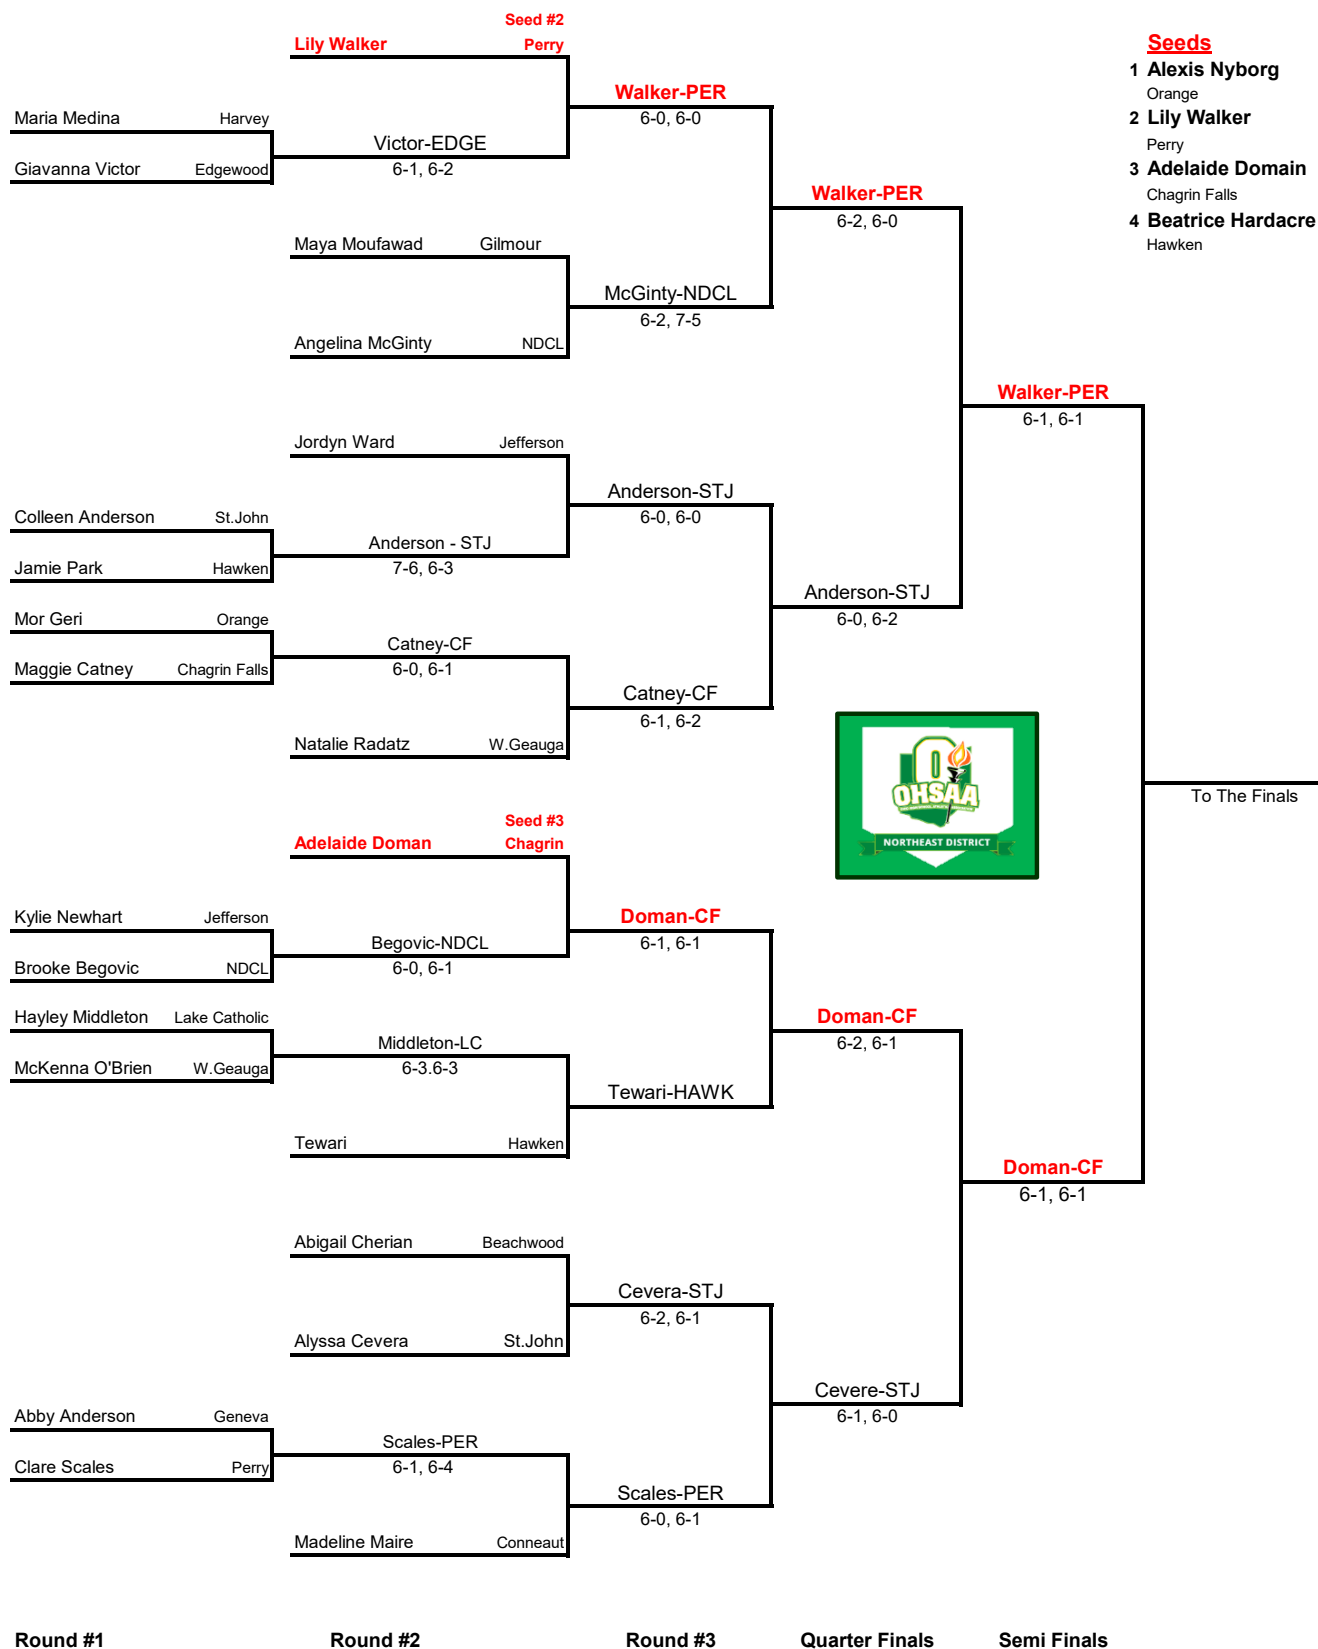 Seed #2
Lily Walker Perry
Seeds
1 Alexis Nyborg
Orange
2 Lily Walker
Perry
3 Adelaide Domain
Chagrin Falls
4 Beatrice Hardacre
Hawken
Walker-PER
6-0, 6-0
Maria Medina Harvey
Victor-EDGE
6-1, 6-2
Giavanna Victor Edgewood
Walker-PER
6-2, 6-0
Maya Moufawad Gilmour
McGinty-NDCL
6-2, 7-5
Angelina McGinty NDCL
Walker-PER
6-1, 6-1
Jordyn Ward Jefferson
Anderson-STJ
6-0, 6-0
Colleen Anderson St.John
Anderson - STJ
7-6, 6-3
Jamie Park Hawken
Anderson-STJ
6-0, 6-2
Mor Geri Orange
Catney-CF
6-0, 6-1
Maggie Catney Chagrin Falls
Catney-CF
6-1, 6-2
Natalie Radatz W.Geauga
OHSAA
NORTHEAST DISTRICT
To The Finals
Seed #3
Adelaide Doman Chagrin
Doman-CF
6-1, 6-1
Kylie Newhart Jefferson
Begovic-NDCL
6-0, 6-1
Brooke Begovic NDCL
Hayley Middleton Lake Catholic
Doman-CF
6-2, 6-1
Middleton-LC
6-3.6-3
McKenna O'Brien W.Geauga
Tewari-HAWK
Tewari Hawken
Doman-CF
6-1, 6-1
Abigail Cherian Beachwood
Cevera-STJ
6-2, 6-1
Alyssa Cevera St.John
Cevere-STJ
6-1, 6-0
Abby Anderson Geneva
Scales-PER
6-1, 6-4
Clare Scales Perry
Scales-PER
6-0, 6-1
Madeline Maire Conneaut
Round #1 Round #2 Round #3 Quarter Finals Semi Finals